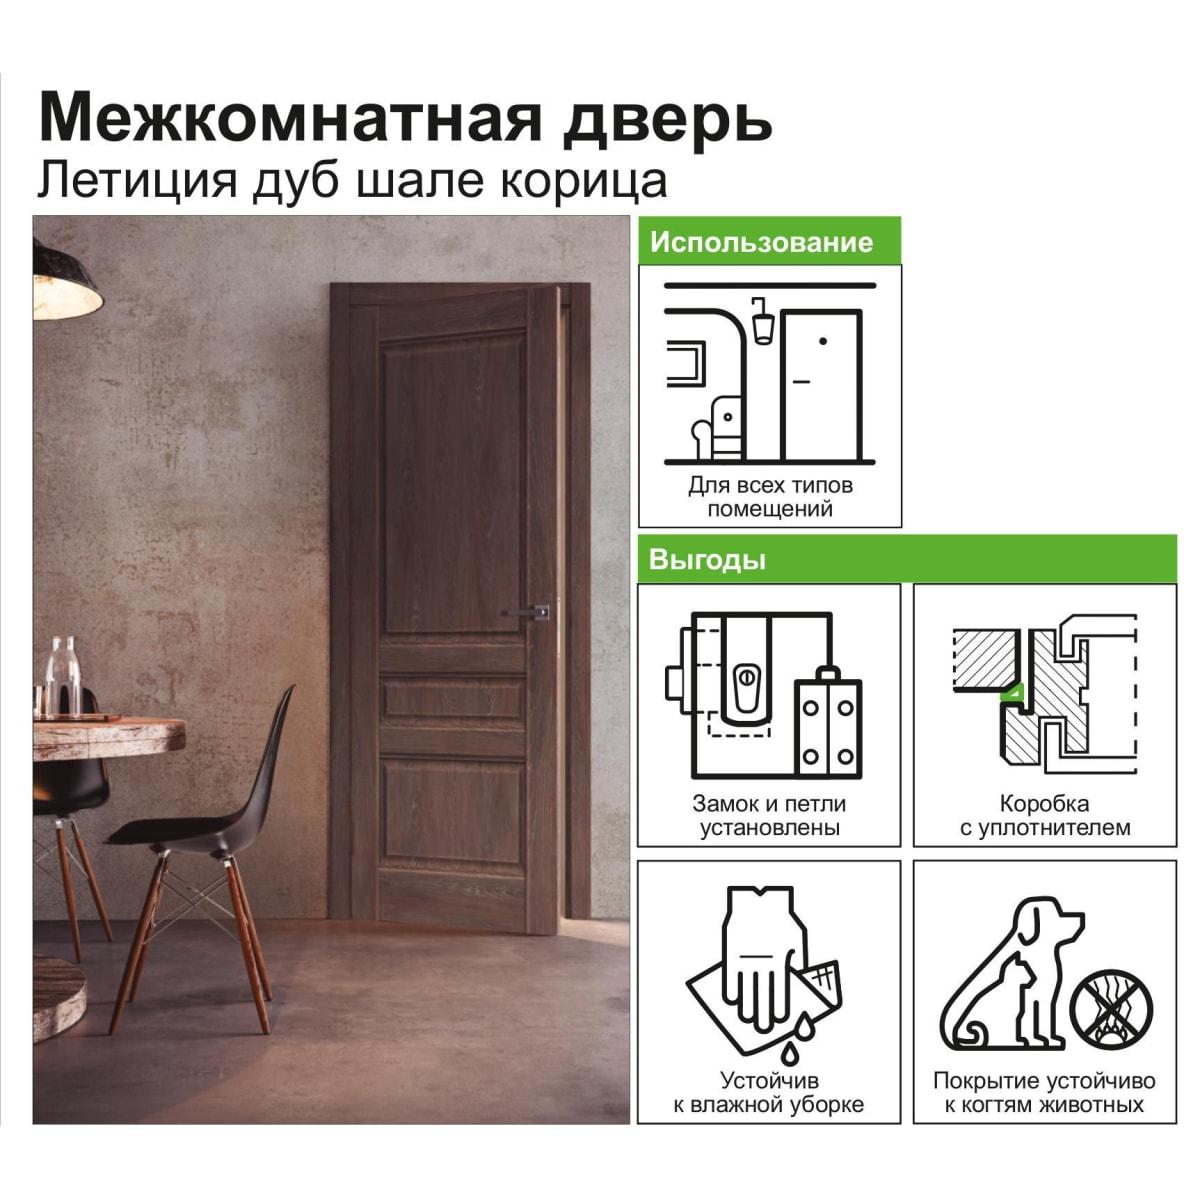 Межкомнатная дверь
Летиция дуб шале корица
Использование
Для всех типов
помещений
Выгоды
Замок и петли
установлены
Коробка
с уплотнителем
Устойчив
к влажной уборке
Покрытие устойчиво
к когтям животных